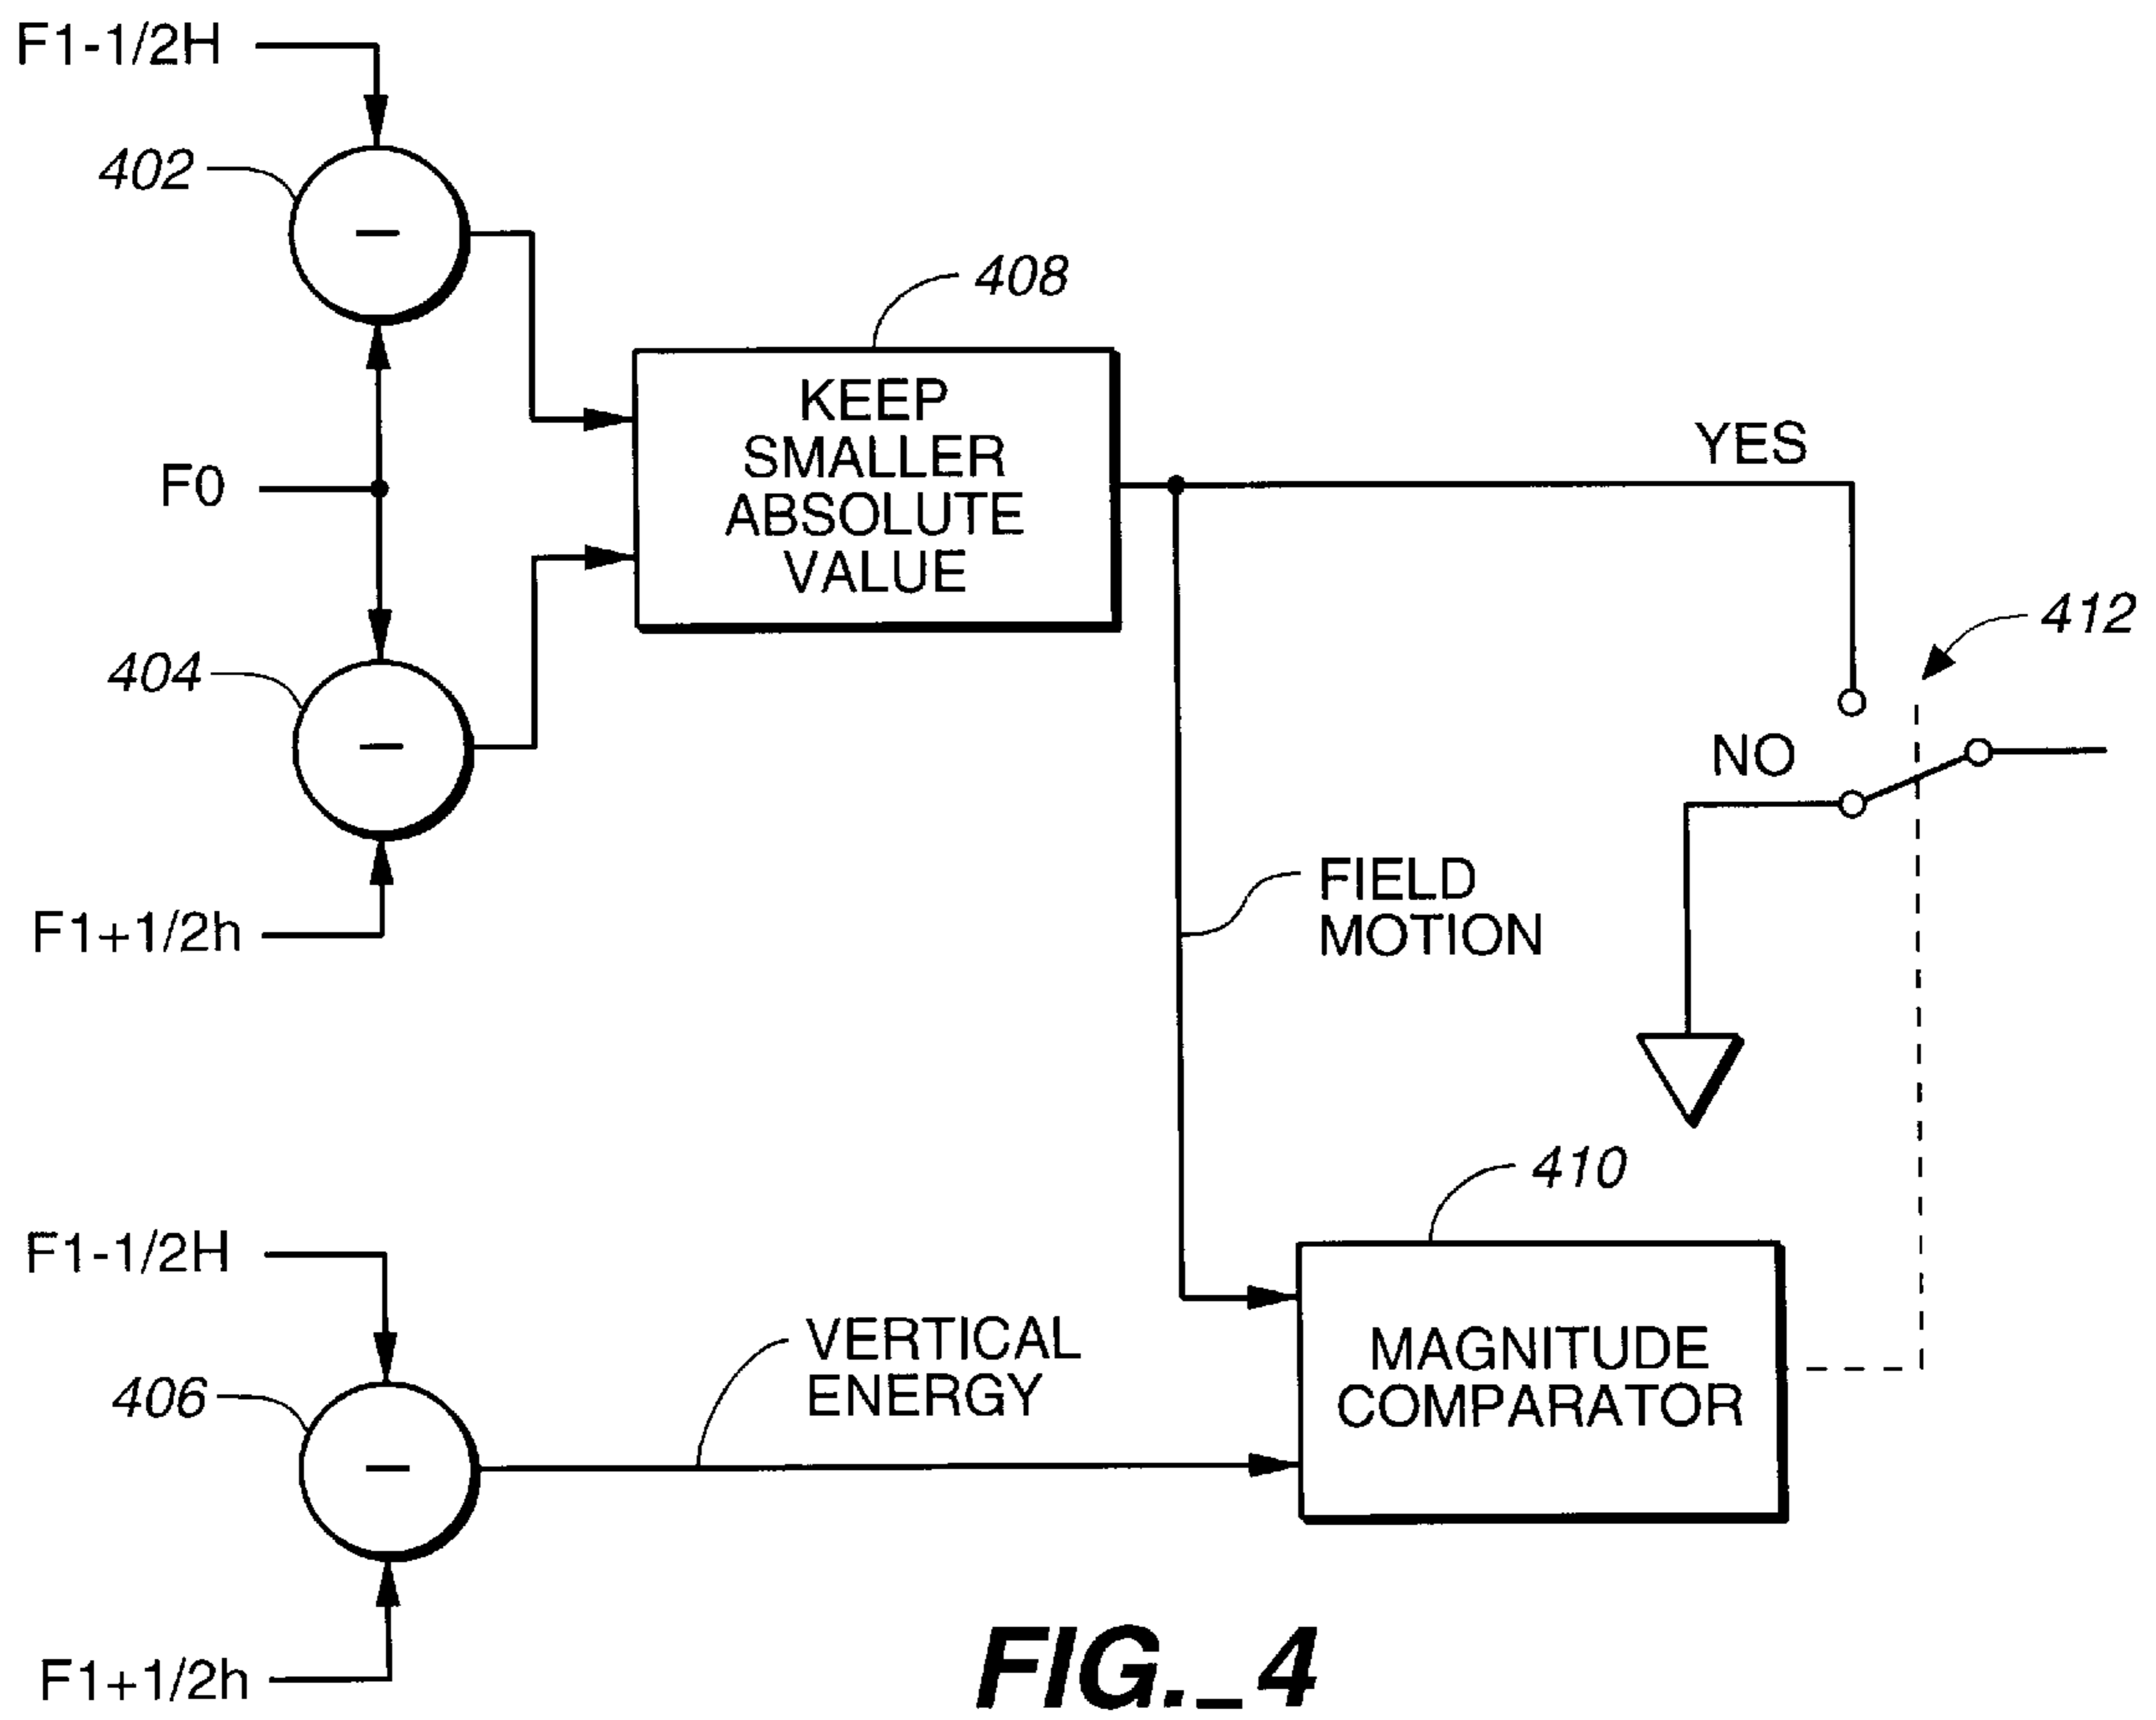 F1-1/2H
402
408
KEEP
SMALLER
ABSOLUTE
VALUE
YES
F0
412
404
NO
FIELD
MOTION
F1+1/2h
410
F1-1/2H
VERTICAL
ENERGY
MAGNITUDE
COMPARATOR
406
F1+1/2h
FIG._4